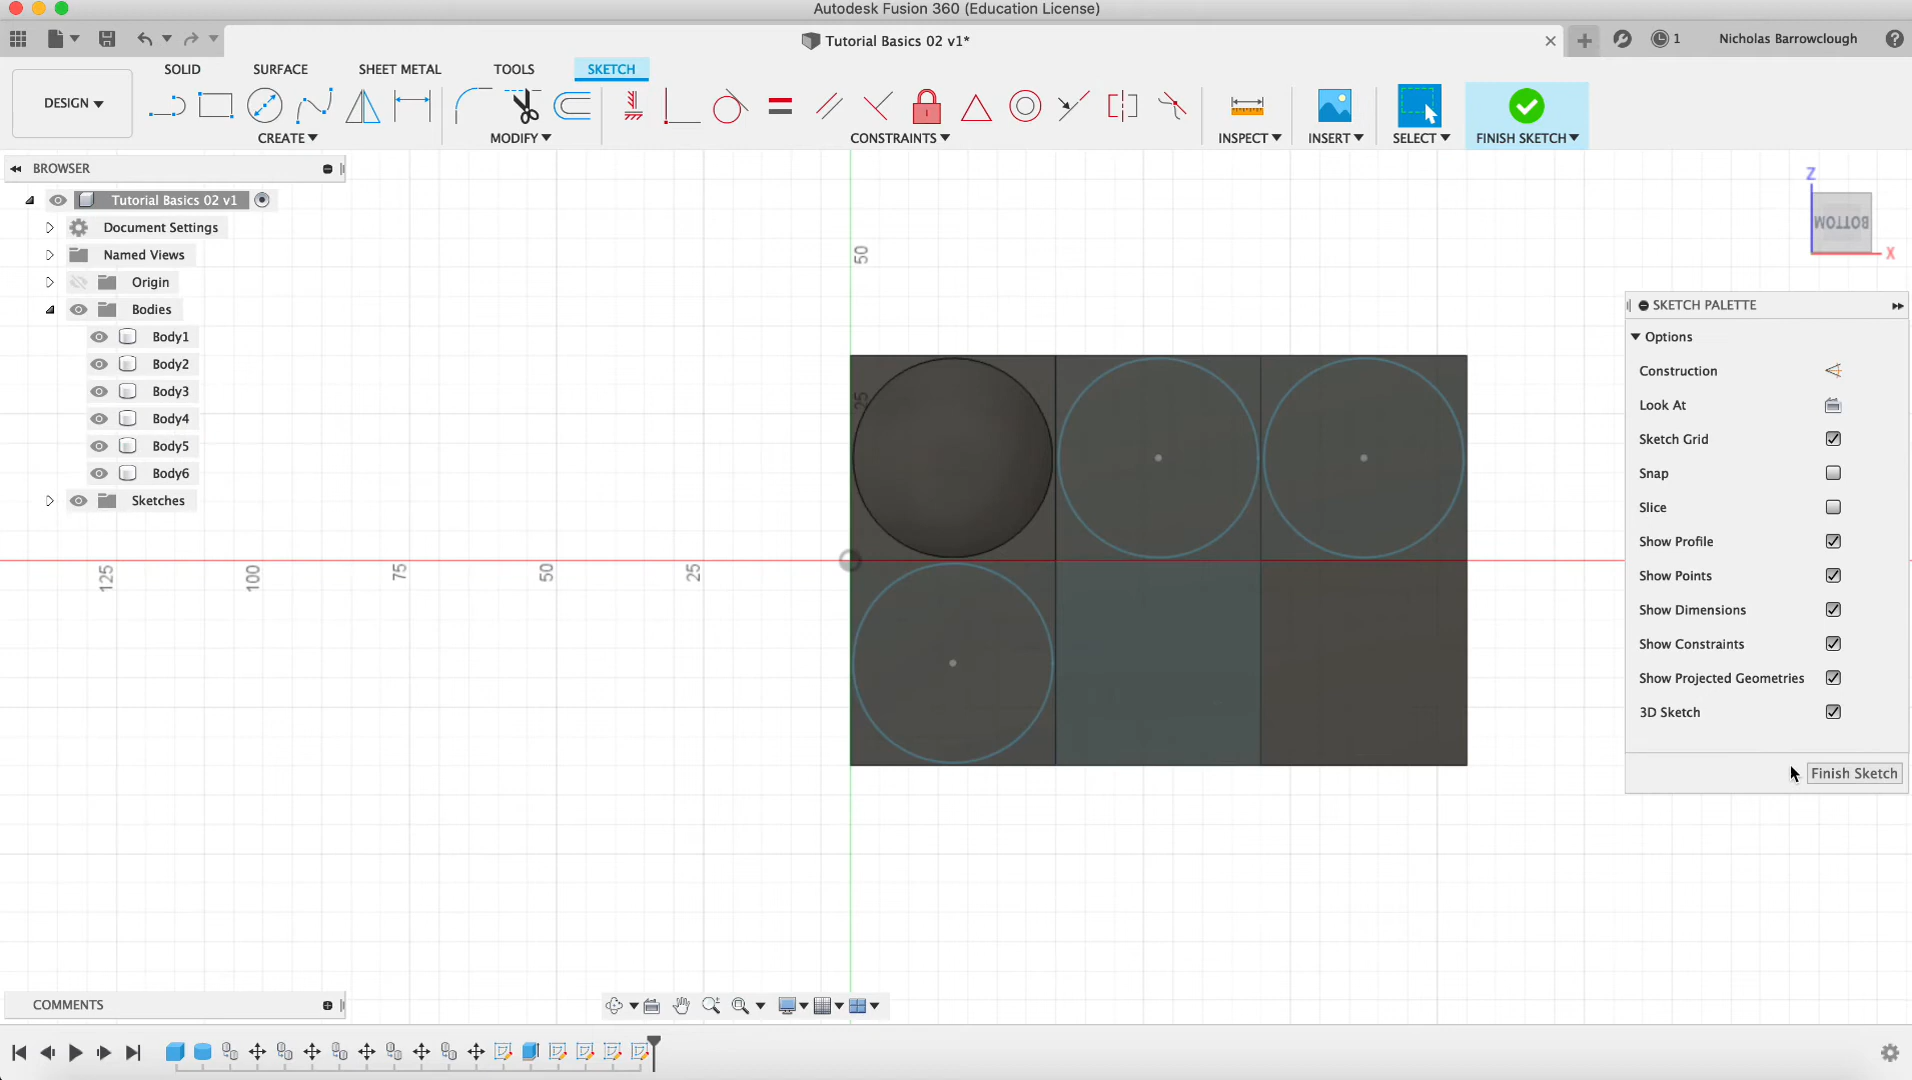 Autodesk Fusion 360 (Education License)
Tutorial Basics 02 v1*
1
Nicholas Barrowclough
DESIGN
SOLID
SURFACE
SHEET METAL
TOOLS
SKETCH
CREATE
MODIFY
CONSTRAINTS
INSPECT
INSERT
SELECT
FINISH SKETCH
BROWSER
Tutorial Basics 02 v1
Document Settings
Named Views
Origin
Bodies
Body1
Body2
Body3
Body4
Body5
Body6
Sketches
50
25
125
100
75
50
25
Z
BOTTOM
X
SKETCH PALETTE
Options
Construction
Look At
Sketch Grid
Snap
Slice
Show Profile
Show Points
Show Dimensions
Show Constraints
Show Projected Geometries
3D Sketch
Finish Sketch
COMMENTS